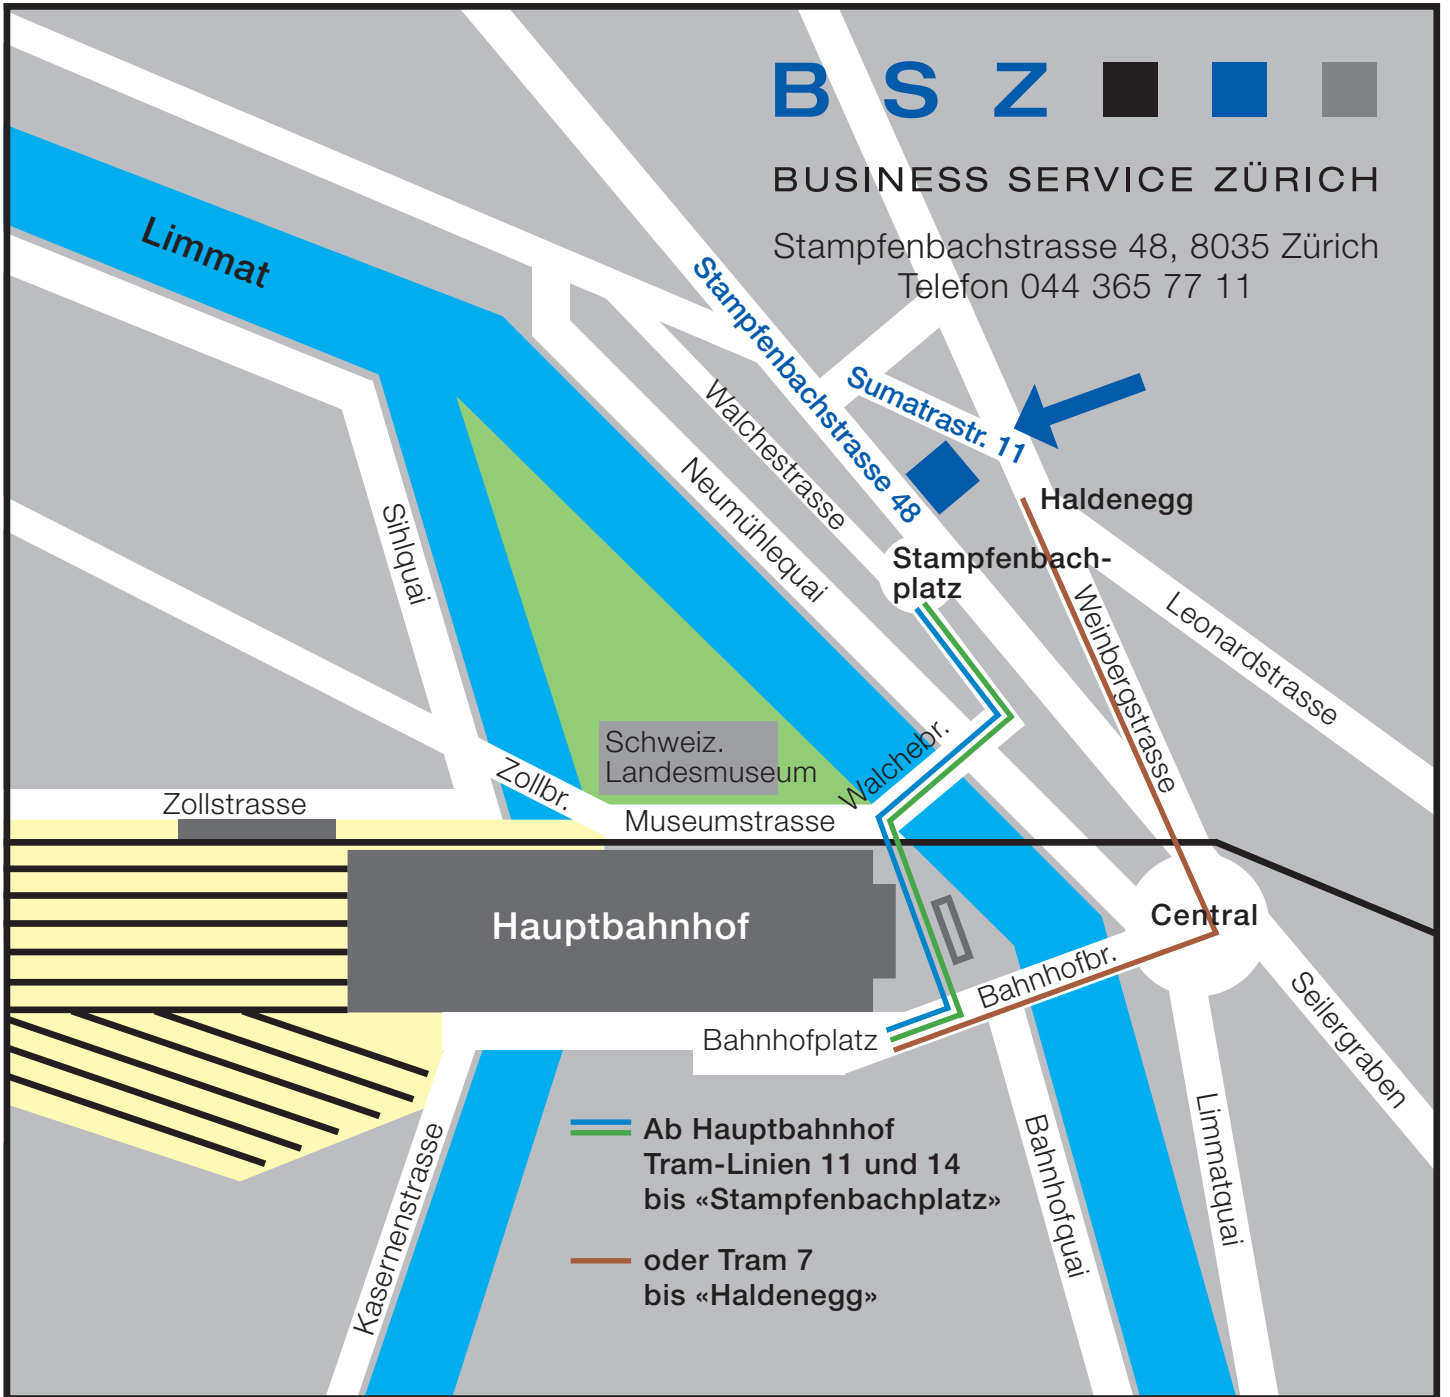 B S Z
BUSINESS SERVICE ZÜRICH
Stampfenbachstrasse 48, 8035 Zürich
Telefon 044 365 77 11
Limmat
Stampfenbachstrasse 48
Sumatrastr. 11
Walchestrasse
Neumühlequai
Sihlquai
Haldenegg
Stampfenbach-
platz
Weinbergstrasse
Leonardstrasse
Schweiz.
Landesmuseum
Walchebr.
Zollbr.
Zollstrasse
Museumstrasse
Hauptbahnhof
Central
Bahnhofbr.
Bahnhofplatz
Seilergraben
Limmatquai
Bahnhofquai
Kasernenstrasse
Ab Hauptbahnhof
Tram-Linien 11 und 14
bis «Stampfenbachplatz»
oder Tram 7
bis «Haldenegg»